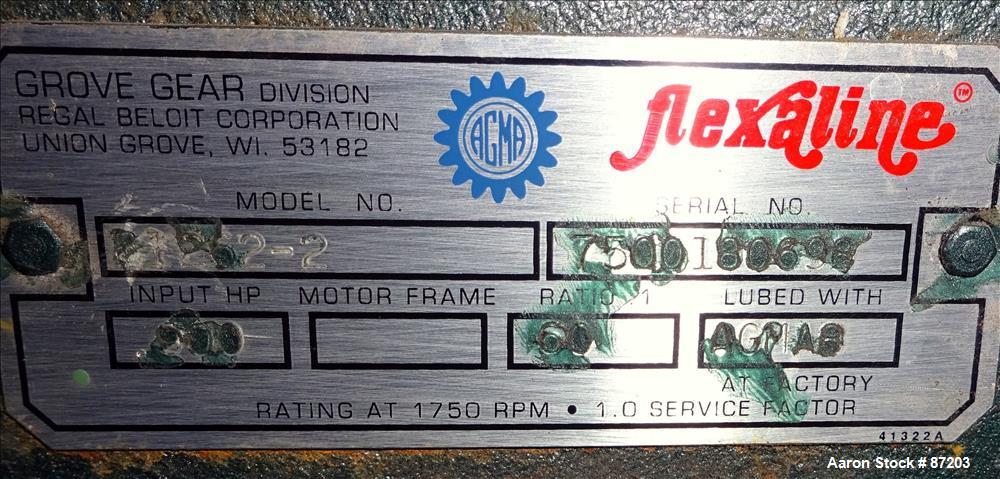 GROVE GEAR DIVISION
REGAL BELOIT CORPORATION
UNION GROVE, WI. 53182
AGMA
flexaline™
MODEL NO.
SERIAL NO.
INPUT HP
MOTOR FRAME
RATIO :1
LUBED WITH
60
AGMA8
AT FACTORY
RATING AT 1750 RPM • 1.0 SERVICE FACTOR
41322A
Aaron Stock # 87203